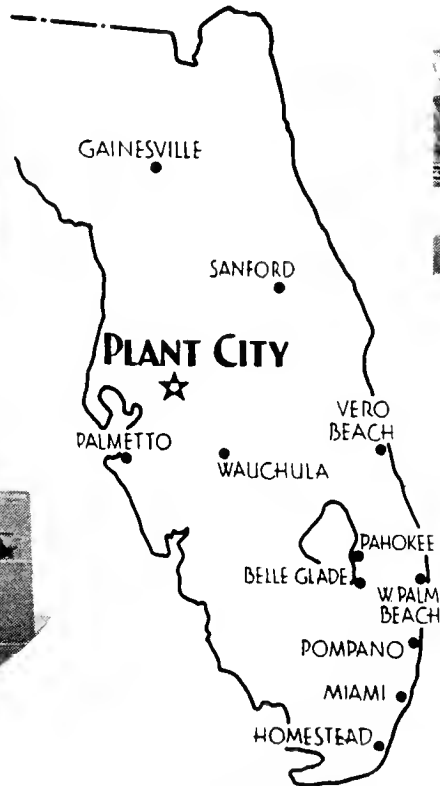 GAINESVILLE
SANFORD
PLANT CITY
VERO
BEACH
PALMETTO
WAUCHULA
PAHOKEE
BELLE GLADE
W. PALM
BEACH
POMPANO
MIAMI
HOMESTEAD